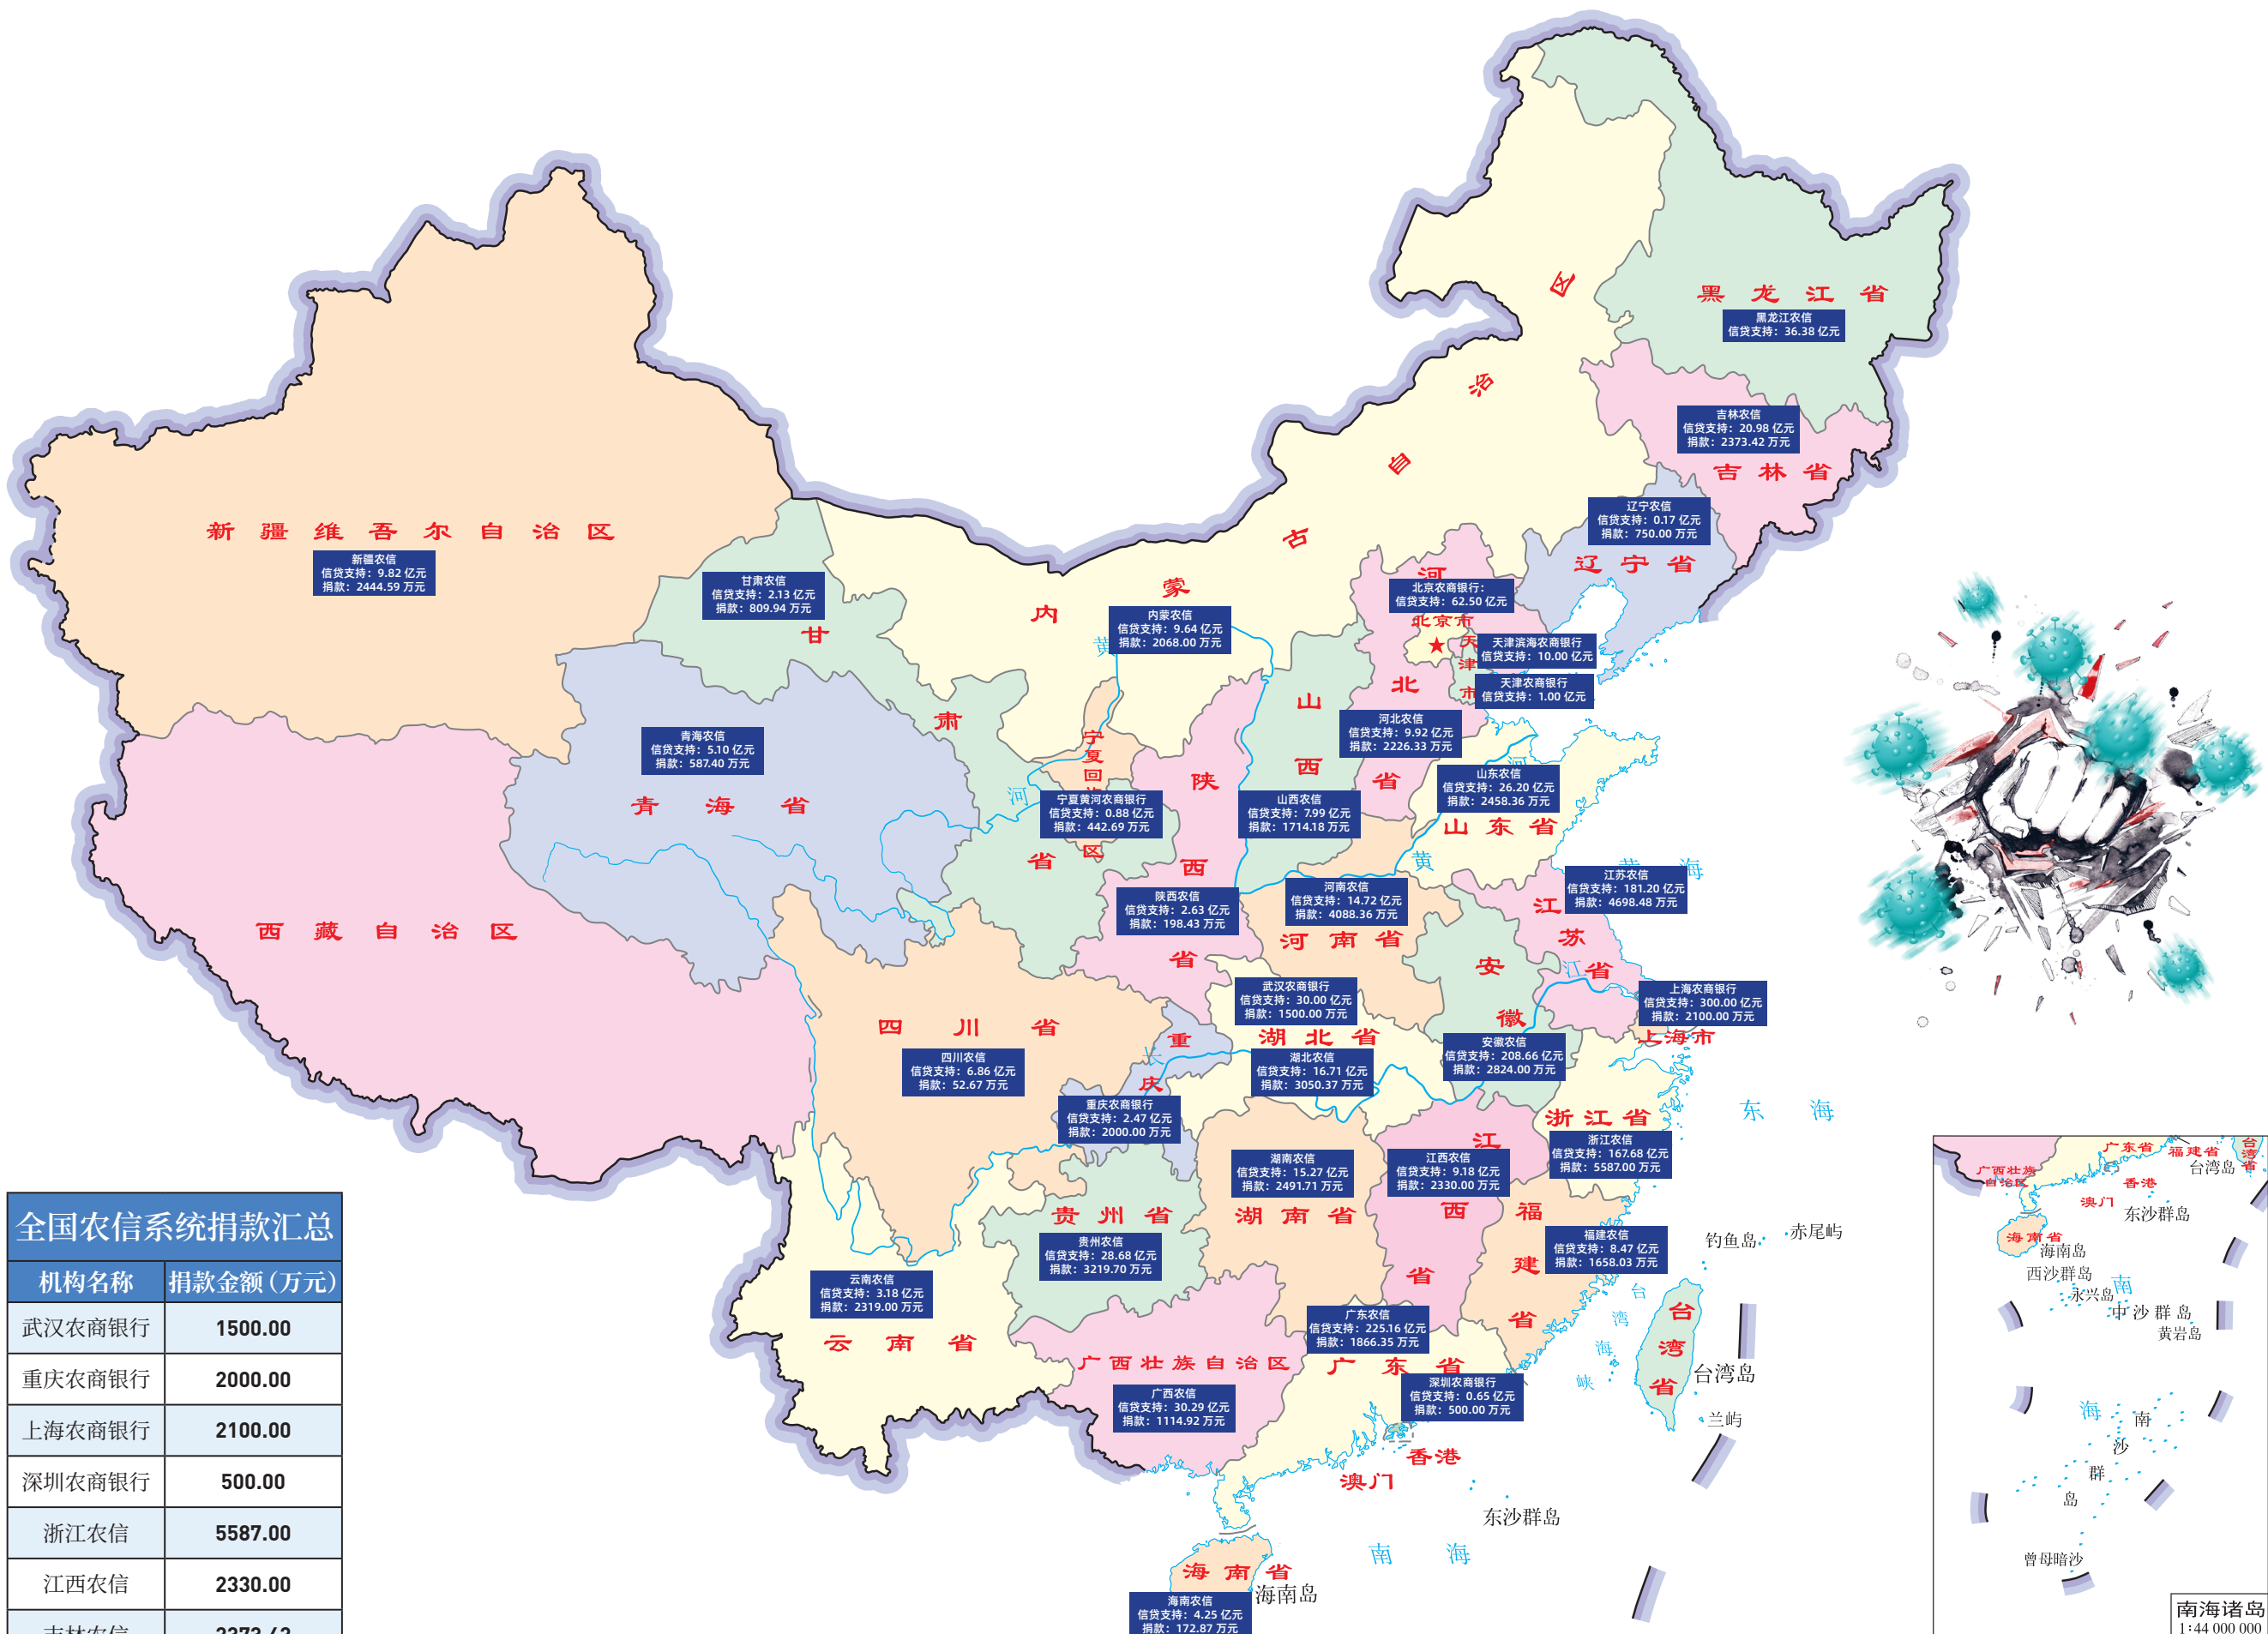 黑龙江省
黑龙江农信
信贷支持：36.38 亿元
吉林农信
信贷支持：20.98 亿元
捐款：2373.42 万元
吉林省
辽宁农信
信贷支持：0.17 亿元
捐款：750.00 万元
辽宁省
新疆维吾尔自治区
新疆农信
信贷支持：9.82 亿元
捐款：2444.59 万元
甘肃农信
信贷支持：2.13 亿元
捐款：809.94 万元
甘肃省
内蒙古自治区
内蒙农信
信贷支持：9.64 亿元
捐款：2068.00 万元
河北省
北京农商银行：
信贷支持：62.50 亿元
北京市
天津市
天津滨海农商银行
信贷支持：10.00 亿元
天津农商银行
信贷支持：1.00 亿元
河北农信
信贷支持：9.92 亿元
捐款：2226.33 万元
青海农信
信贷支持：5.10 亿元
捐款：587.40 万元
青海省
宁夏回
区
宁夏黄河农商银行
信贷支持：0.88 亿元
捐款：442.69 万元
山西省
山西农信
信贷支持：7.99 亿元
捐款：1714.18 万元
山东农信
信贷支持：26.20 亿元
捐款：2458.36 万元
山东省
黄
河
黄
河
黄海
陕西省
陕西农信
信贷支持：2.63 亿元
捐款：198.43 万元
河南农信
信贷支持：14.72 亿元
捐款：4088.36 万元
河南省
江苏农信
信贷支持：181.20 亿元
捐款：4698.48 万元
江苏省
西藏自治区
安徽
安徽农信
信贷支持：208.66 亿元
捐款：2824.00 万元
武汉农商银行
信贷支持：30.00 亿元
捐款：1500.00 万元
湖北省
湖北农信
信贷支持：16.71 亿元
捐款：3050.37 万元
上海农商银行
信贷支持：300.00 亿元
捐款：2100.00 万元
上海市
四川省
四川农信
信贷支持：6.86 亿元
捐款：52.67 万元
重庆
长
江
重庆农商银行
信贷支持：2.47 亿元
捐款：2000.00 万元
浙江省
浙江农信
信贷支持：167.68 亿元
捐款：5587.00 万元
东海
湖南农信
信贷支持：15.27 亿元
捐款：2491.71 万元
湖南省
江西省
江西农信
信贷支持：9.18 亿元
捐款：2330.00 万元
贵州省
贵州农信
信贷支持：28.68 亿元
捐款：3219.70 万元
福建省
福建农信
信贷支持：8.47 亿元
捐款：1658.03 万元
钓鱼岛
赤尾屿
云南农信
信贷支持：3.18 亿元
捐款：2319.00 万元
云南省
广东农信
信贷支持：225.16 亿元
捐款：1866.35 万元
广东省
台湾海峡
台湾省
台湾岛
兰屿
广西壮族自治区
广西农信
信贷支持：30.29 亿元
捐款：1114.92 万元
深圳农商银行
信贷支持：0.65 亿元
捐款：500.00 万元
香港
澳门
东沙群岛
南海
海南省
海南岛
海南农信
信贷支持：4.25 亿元
捐款：172.87 万元
全国农信系统捐款汇总
机构名称 捐款金额（万元）
武汉农商银行 1500.00
重庆农商银行 2000.00
上海农商银行 2100.00
深圳农商银行 500.00
浙江农信 5587.00
江西农信 2330.00
吉林农信 2373.42
广东省
福建省
台湾省
台湾岛
广西壮族
自治区
香港
澳门
东沙群岛
海南省
海南岛
西沙群岛
永兴岛
中沙群岛
黄岩岛
南海
南沙群岛
曾母暗沙
南海诸岛
1:44 000 000